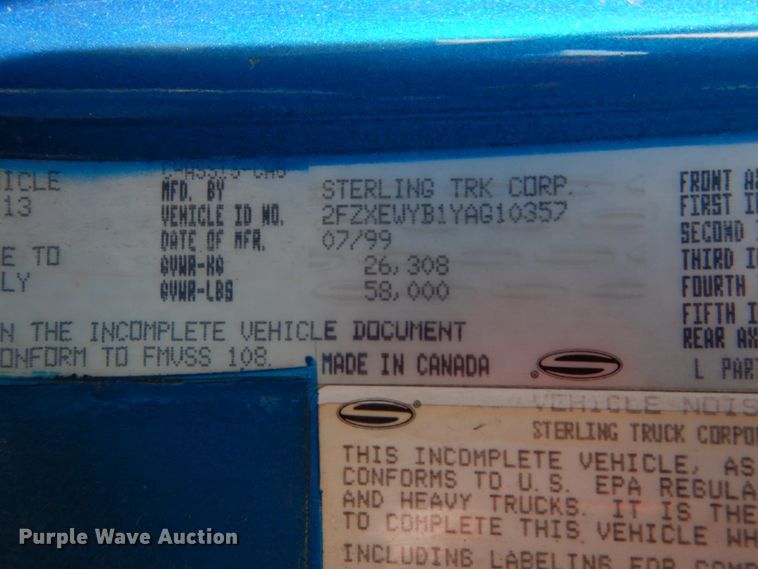 CHASSIS-CAB
MFD. BY STERLING TRK CORP.
VEHICLE ID NO. 2FZXEWYB1YAG10357
DATE OF MFR. 07/99
GVWR-KG 26,308
GVWR-LBS 58,000
ICLE
13
E TO
LY
N THE INCOMPLETE VEHICLE DOCUMENT
ONFORM TO FMVSS 108.
MADE IN CANADA
FRONT AX
FIRST I
SECOND
THIRD I
FOURTH
FIFTH I
REAR AX
L PAR
VEHICLE NOIS
STERLING TRUCK CORPO
THIS INCOMPLETE VEHICLE, AS
CONFORMS TO U.S. EPA REGULA
AND HEAVY TRUCKS. IT IS THE
TO COMPLETE THIS VEHICLE WH
INCLUDING LABELING FOR COMP
Purple Wave Auction